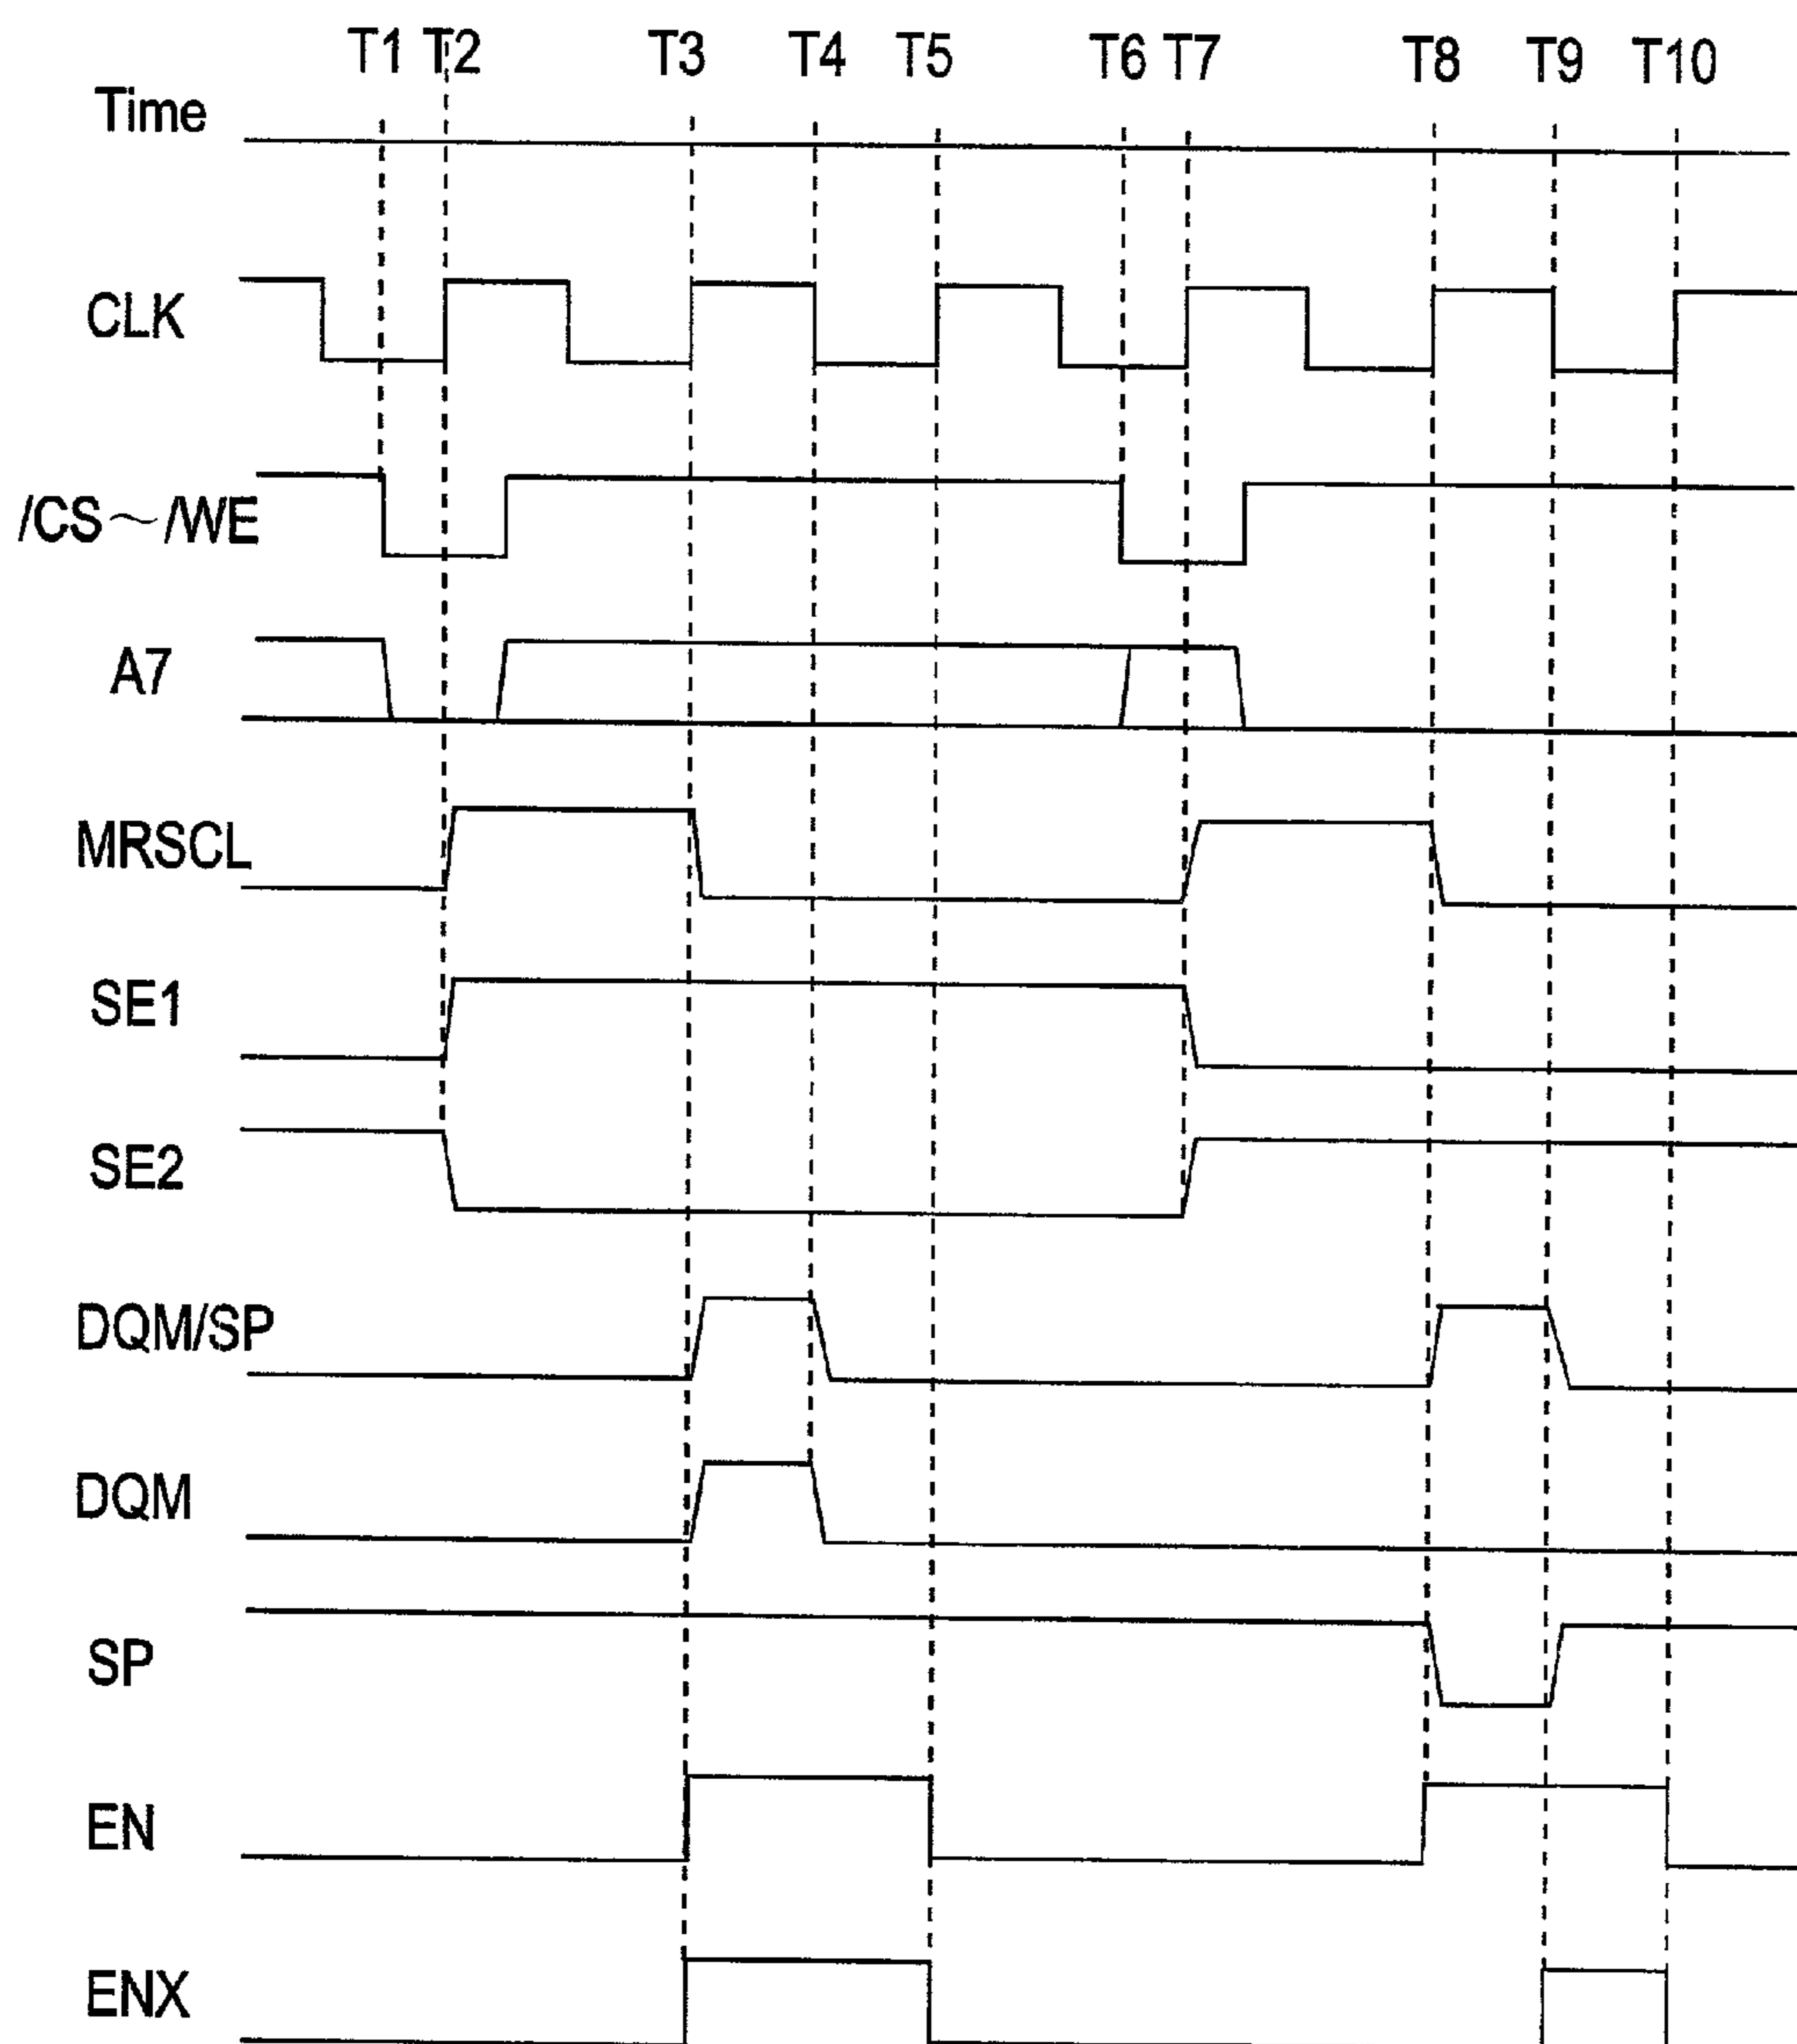 T1 T2 T3 T4 T5 T6 T7 T8 T9 T10
Time
CLK
/CS～/WE
A7
MRSCL
SE1
SE2
DQM/SP
DQM
SP
EN
ENX